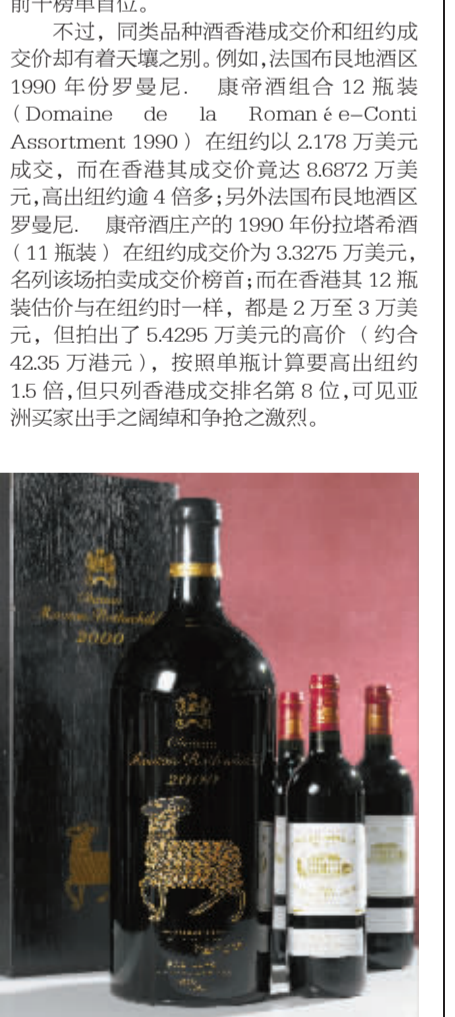 前十榜单首位。
不过，同类品种酒香港成交价和纽约成
交价却有着天壤之别。例如,法国布艮地酒区
1990 年份罗曼尼．康帝酒组合 12 瓶装
（Domaine de la Romanée-Conti
Assortment 1990）在纽约以 2.178 万美元
成交，而在香港其成交价竟达 8.6872 万美
元,高出纽约逾 4 倍多;另外法国布艮地酒区
罗曼尼．康帝酒庄产的 1990 年份拉塔希酒
（11 瓶装）在纽约成交价为 3.3275 万美元,
名列该场拍卖成交价榜首;而在香港其 12 瓶
装估价与在纽约时一样，都是 2 万至 3 万美
元，但拍出了 5.4295 万美元的高价（约合
42.35 万港元），按照单瓶计算要高出纽约
1.5 倍,但只列香港成交排名第 8 位,可见亚
洲买家出手之阔绰和争抢之激烈。
Château
Mouton Rothschild
2000
Château
Mouton Rothschild
2000